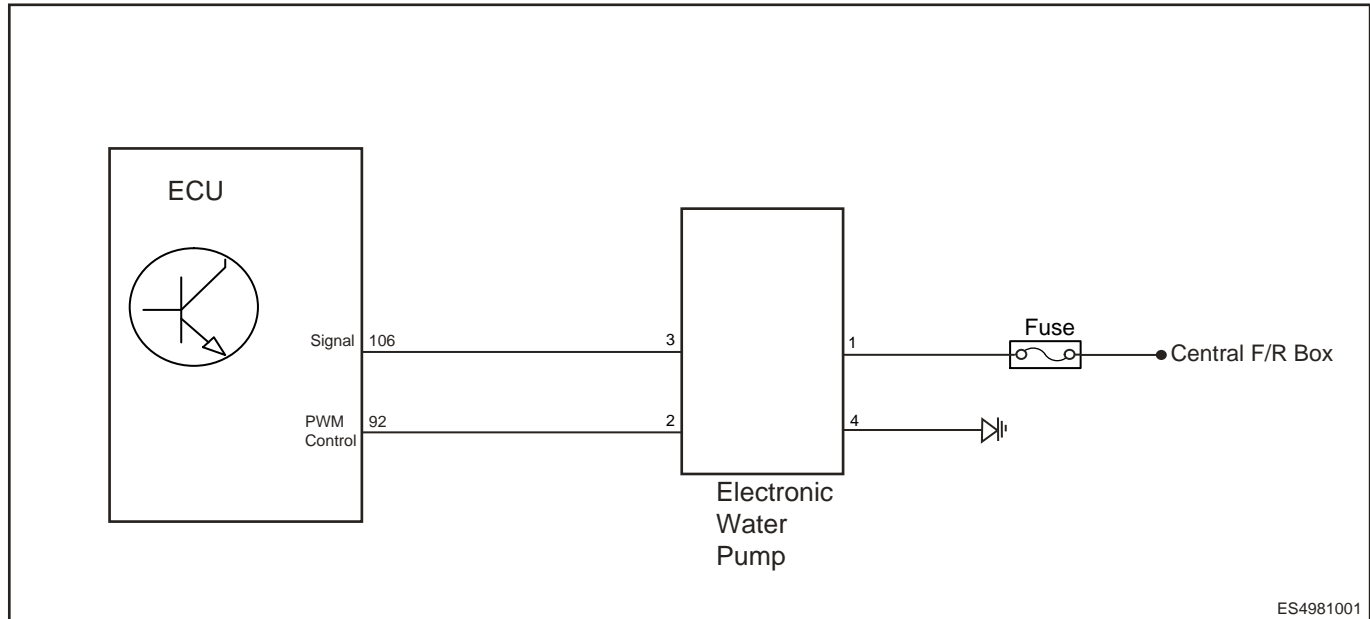 ECU
Signal
106
3
PWM
Control
92
2
1
4
Fuse
Central F/R Box
Electronic
Water
Pump
ES4981001